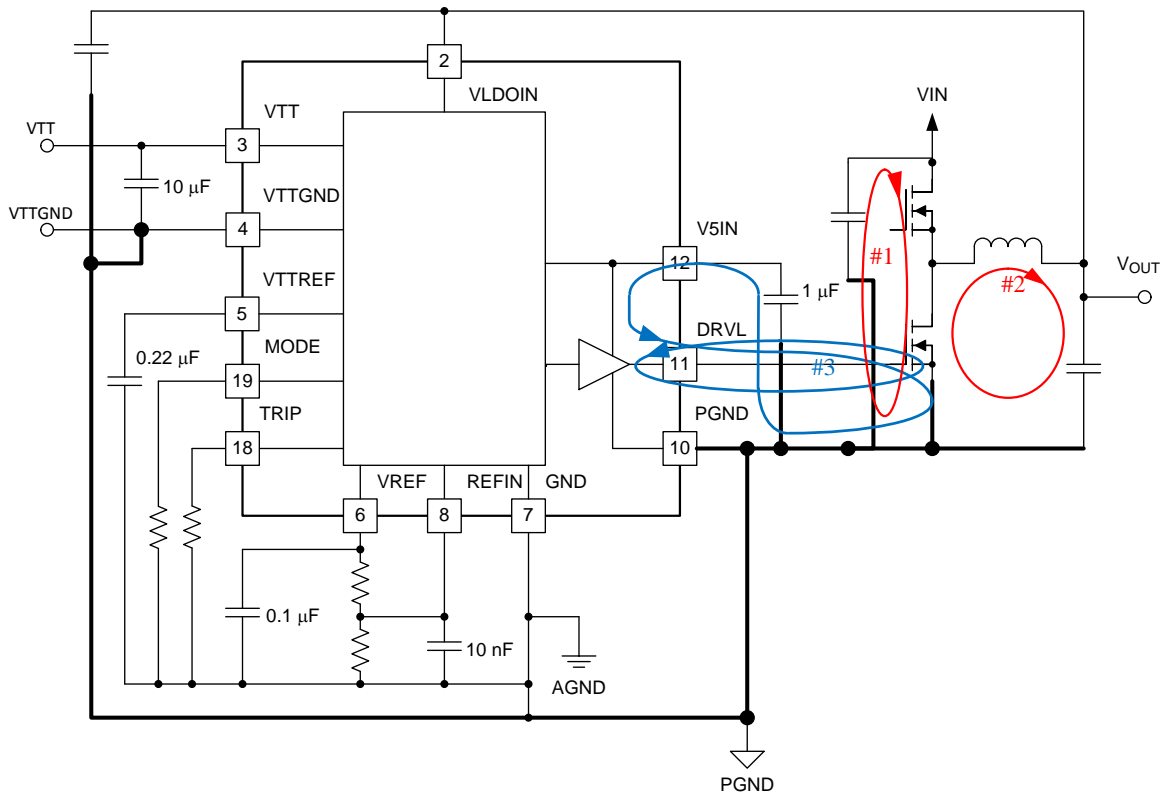 2
VLDOIN
VIN
VTT
VTT
3
10 µF
VTTGND
VTTGND
4
V5IN
12
#1
#2
VOUT
VTTREF
5
1 µF
DRVL
MODE
0.22 µF
11
#3
19
TRIP
PGND
18
10
VREF
REFIN
GND
6
8
7
0.1 µF
10 nF
AGND
PGND